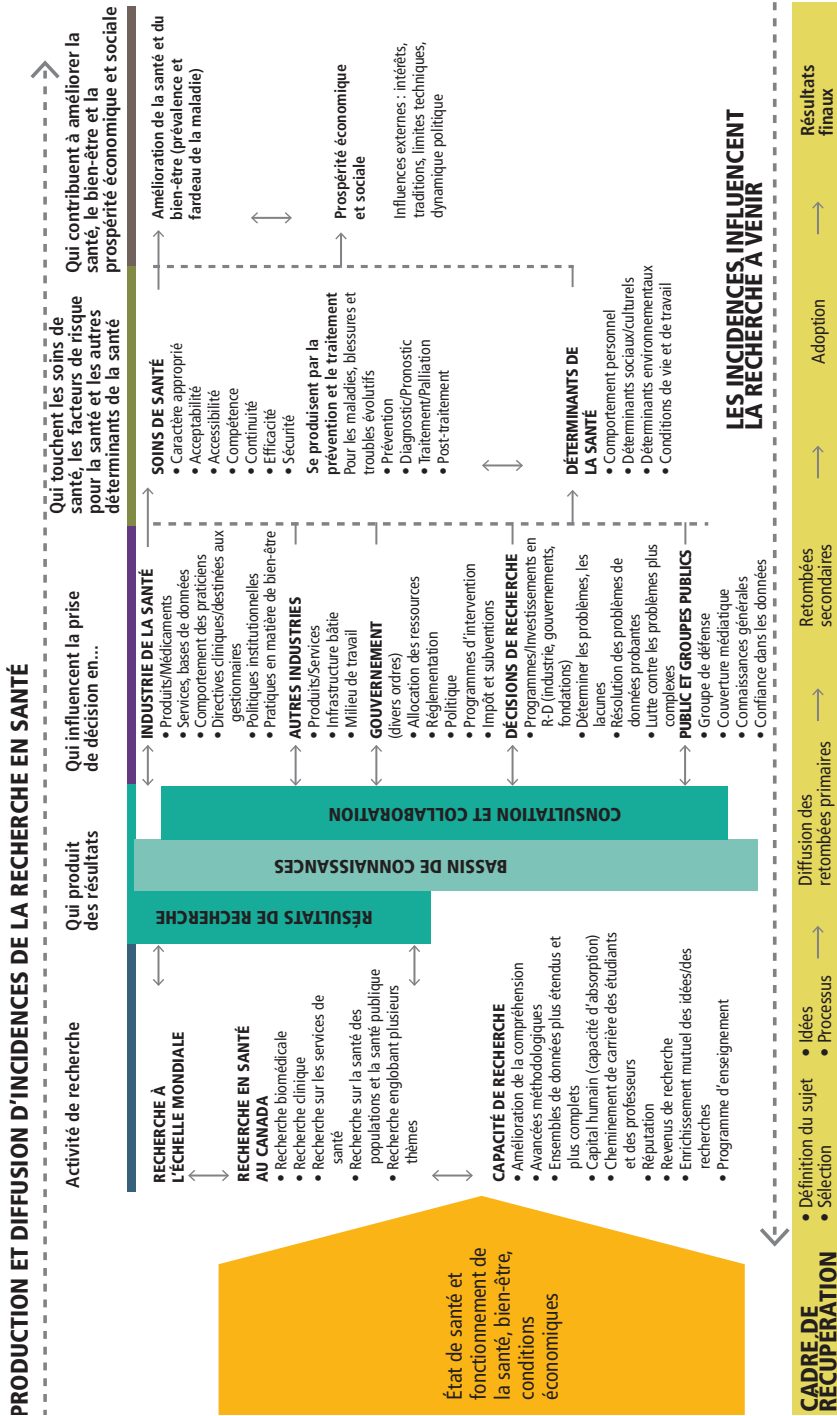 PRODUCTION ET DIFFUSION D'INCIDENCES DE LA RECHERCHE EN SANTÉ
État de santé et
fonctionnement de
la santé, bien-être,
conditions
économiques
Activité de recherche
RECHERCHE À
L'ÉCHELLE MONDIALE
RECHERCHE EN SANTÉ
AU CANADA
• Recherche biomédicale
• Recherche clinique
• Recherche sur les services de
santé
• Recherche sur la santé des
populations et la santé publique
• Recherche englobant plusieurs
thèmes
CAPACITÉ DE RECHERCHE
• Amélioration de la compréhension
• Avancées méthodologiques
• Ensembles de données plus étendus et
plus complets
• Capital humain (capacité d'absorption)
• Cheminement de carrière des étudiants
et des professeurs
• Réputation
• Revenus de recherche
• Enrichissement mutuel des idées/des
recherches
• Programme d'enseignement
Qui produit
des résultats
RÉSULTATS DE RECHERCHE
BASSIN DE CONNAISSANCES
CONSULTATION ET COLLABORATION
Qui influencent la prise
de décision en...
INDUSTRIE DE LA SANTÉ
• Produits/Médicaments
• Services, bases de données
• Comportement des praticiens
• Directives cliniques/destinées aux
gestionnaires
• Politiques institutionnelles
• Pratiques en matière de bien-être
AUTRES INDUSTRIES
• Produits/Services
• Infrastructure bâtie
• Milieu de travail
GOUVERNEMENT
(divers ordres)
• Allocation des ressources
• Réglementation
• Politique
• Programmes d'intervention
• Impôt et subventions
DÉCISIONS DE RECHERCHE
• Programmes/Investissements en
R-D (industrie, gouvernements,
fondations)
• Déterminer les problèmes, les
lacunes
• Résolution de problèmes de
données probantes
• Lutte contre les problèmes plus
complexes
PUBLIC ET GROUPES PUBLICS
• Groupe de défense
• Couverture médiatique
• Connaissances générales
• Confiance dans les données
Qui touchent les soins de
santé, les facteurs de risque
pour la santé et les autres
déterminants de la santé
SOINS DE SANTÉ
• Caractère approprié
• Acceptabilité
• Accessibilité
• Compétence
• Continuité
• Efficacité
• Sécurité
Se produisent par la
prévention et le traitement
Pour les maladies, blessures et
troubles évolutifs
• Prévention
• Diagnostic/Pronostic
• Traitement/Palliation
• Post-traitement
DÉTERMINANTS DE
LA SANTÉ
• Comportement personnel
• Déterminants sociaux/culturels
• Déterminants environnementaux
• Conditions de vie et de travail
Qui contribuent à améliorer la
santé, le bien-être et la
prospérité économique et sociale
Amélioration de la santé et du
bien-être (prévalence et
fardeau de la maladie)
Prospérité économique
et sociale
Influences externes : intérêts,
traditions, limites techniques,
dynamique politique
LES INCIDENCES INFLUENCENT
LA RECHERCHE À VENIR
CADRE DE
RÉCUPÉRATION
• Définition du sujet
• Sélection
• Idées
• Processus
Diffusion des
retombées primaires
Retombées
secondaires
Adoption
Résultats
finaux